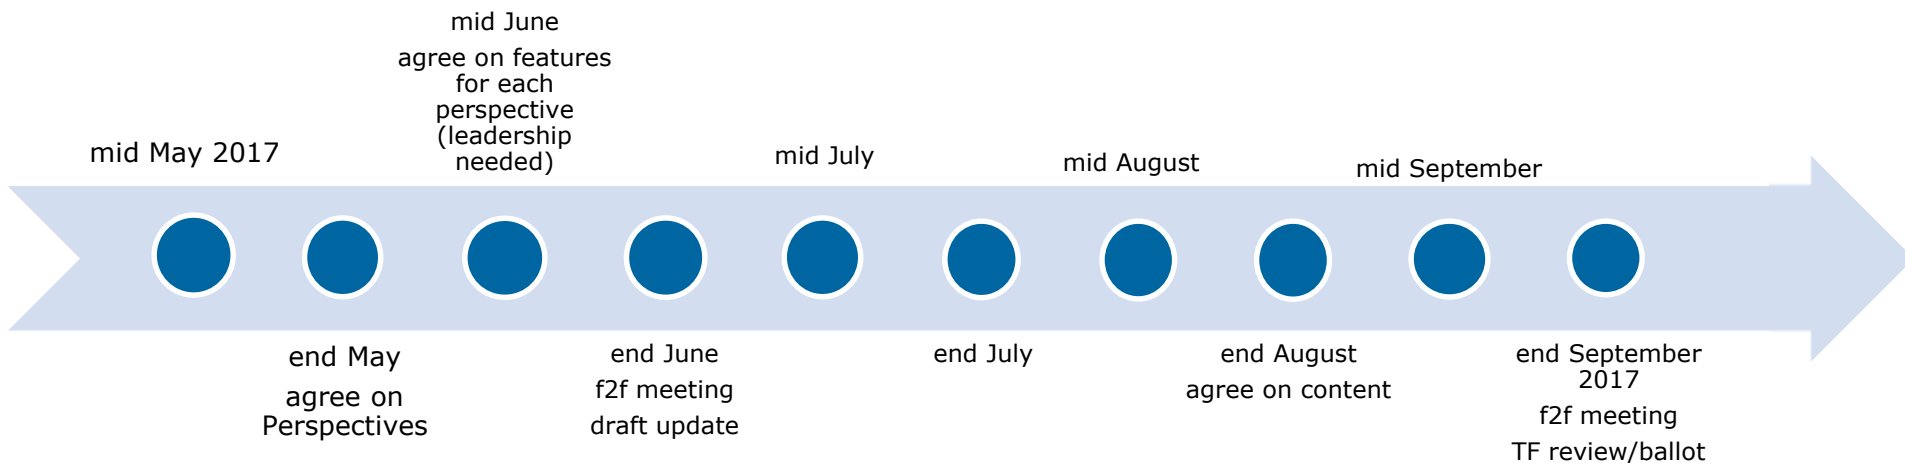 mid May 2017
end May
agree on
Perspectives
mid June
agree on features
for each
perspective
(leadership
needed)
end June
f2f meeting
draft update
mid July
end July
mid August
end August
agree on content
mid September
end September
2017
f2f meeting
TF review/ballot